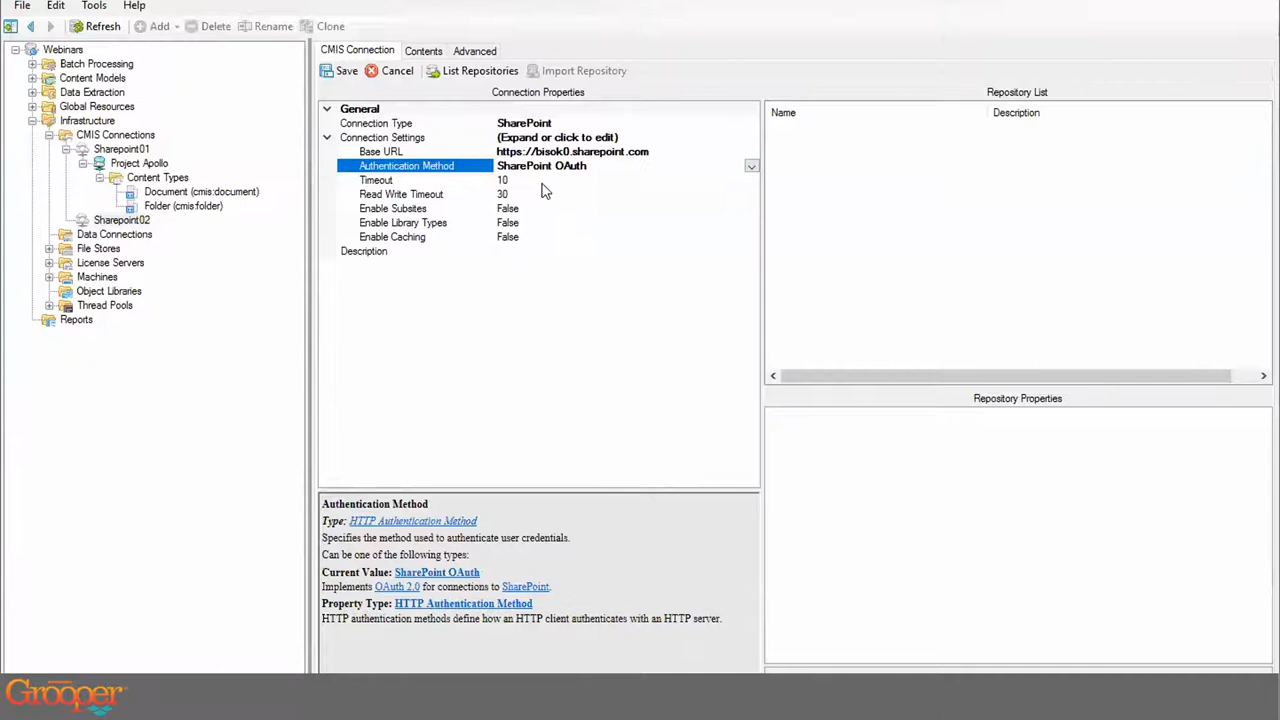 File Edit Tools Help
Refresh Add Delete Rename Clone
Webinars
Batch Processing
Content Models
Data Extraction
Global Resources
Infrastructure
CMIS Connections
Sharepoint01
Project Apollo
Content Types
Document (cmis:document)
Folder (cmis:folder)
Sharepoint02
Data Connections
File Stores
License Servers
Machines
Object Libraries
Thread Pools
Reports
CMIS Connection Contents Advanced
Save Cancel List Repositories Import Repository
Connection Properties
General
Connection Type SharePoint
Connection Settings (Expand or click to edit)
Base URL https://bisok0.sharepoint.com
Authentication Method SharePoint OAuth
Timeout 10
Read Write Timeout 30
Enable Subsites False
Enable Library Types False
Enable Caching False
Description
Authentication Method
Type: HTTP Authentication Method
Specifies the method used to authenticate user credentials.
Can be one of the following types:
Current Value: SharePoint OAuth
Implements OAuth 2.0 for connections to SharePoint.
Property Type: HTTP Authentication Method
HTTP authentication methods define how an HTTP client authenticates with an HTTP server.
Repository List
Name Description
Repository Properties
Grooper